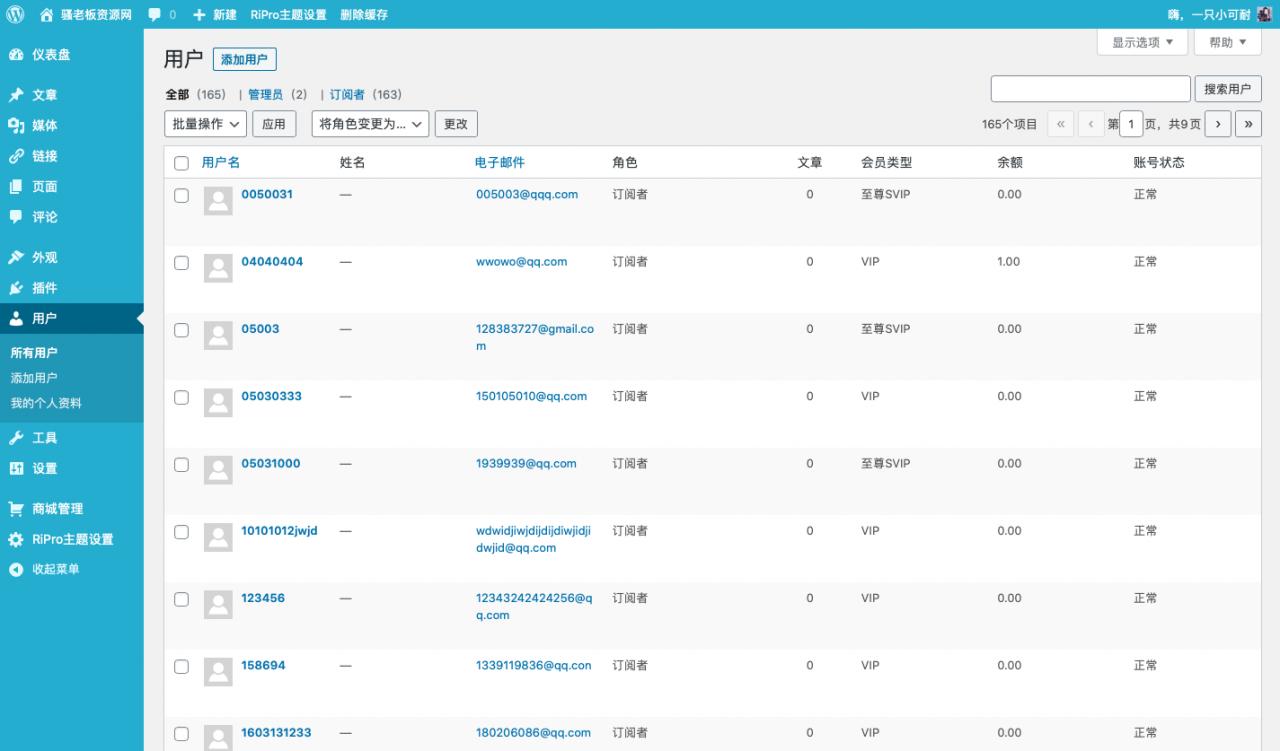 骚老板资源网 0 新建 RiPro主题设置 删除缓存 嗨，一只小可耐
仪表盘
文章
媒体
链接
页面
评论
外观
插件
用户
所有用户
添加用户
我的个人资料
工具
设置
商城管理
RiPro主题设置
收起菜单
显示选项 帮助
用户 添加用户
全部 (165) | 管理员 (2) | 订阅者 (163)
搜索用户
批量操作 应用 将角色变更为... 更改
165个项目 « ‹ 第 1 页，共9页 › »
用户名 姓名 电子邮件 角色 文章 会员类型 余额 账号状态
0050031 — 005003@qqq.com 订阅者 0 至尊SVIP 0.00 正常
04040404 — wwowo@qq.com 订阅者 0 VIP 1.00 正常
05003 — 128383727@gmail.co 订阅者 0 至尊SVIP 0.00 正常
m
05030333 — 150105010@qq.com 订阅者 0 VIP 0.00 正常
05031000 — 1939939@qq.com 订阅者 0 至尊SVIP 0.00 正常
10101012jwjd — wdwidjiwjdijdijdiwjidji 订阅者 0 VIP 0.00 正常
dwjid@qq.com
123456 — 12343242424256@q 订阅者 0 VIP 0.00 正常
q.com
158694 — 1339119836@qq.con 订阅者 0 VIP 0.00 正常
1603131233 — 180206086@qq.com 订阅者 0 VIP 0.00 正常